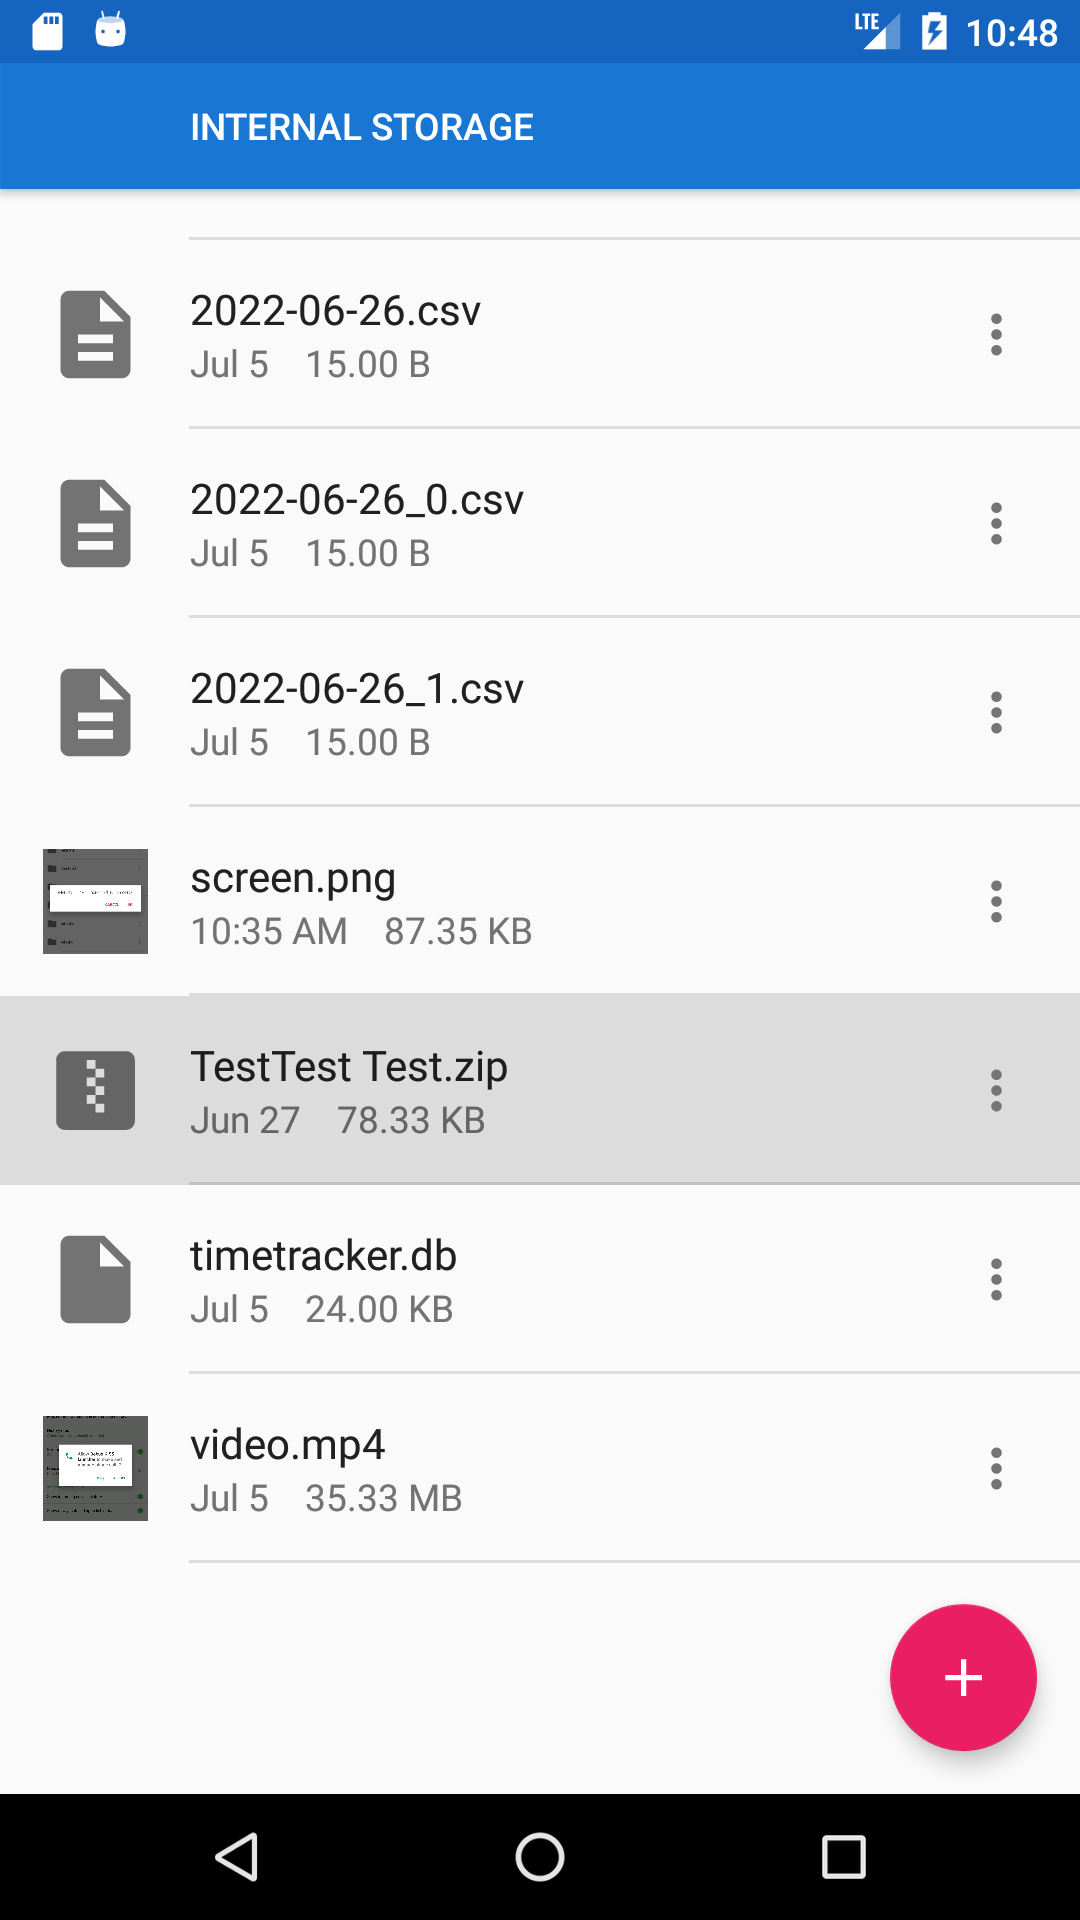 LTE 10:48
INTERNAL STORAGE
2022-06-26.csv
Jul 5 15.00 B
2022-06-26_0.csv
Jul 5 15.00 B
2022-06-26_1.csv
Jul 5 15.00 B
screen.png
10:35 AM 87.35 KB
TestTest Test.zip
Jun 27 78.33 KB
timetracker.db
Jul 5 24.00 KB
video.mp4
Jul 5 35.33 MB